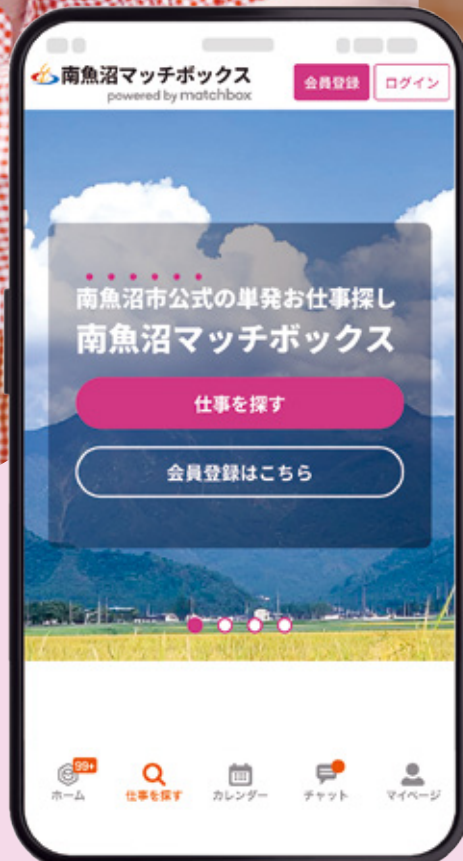 南魚沼マッチボックス
powered by matchbox
会員登録
ログイン
南魚沼市公式の単発お仕事探し
南魚沼マッチボックス
仕事を探す
会員登録はこちら
99+
ホーム
仕事を探す
カレンダー
チャット
マイページ